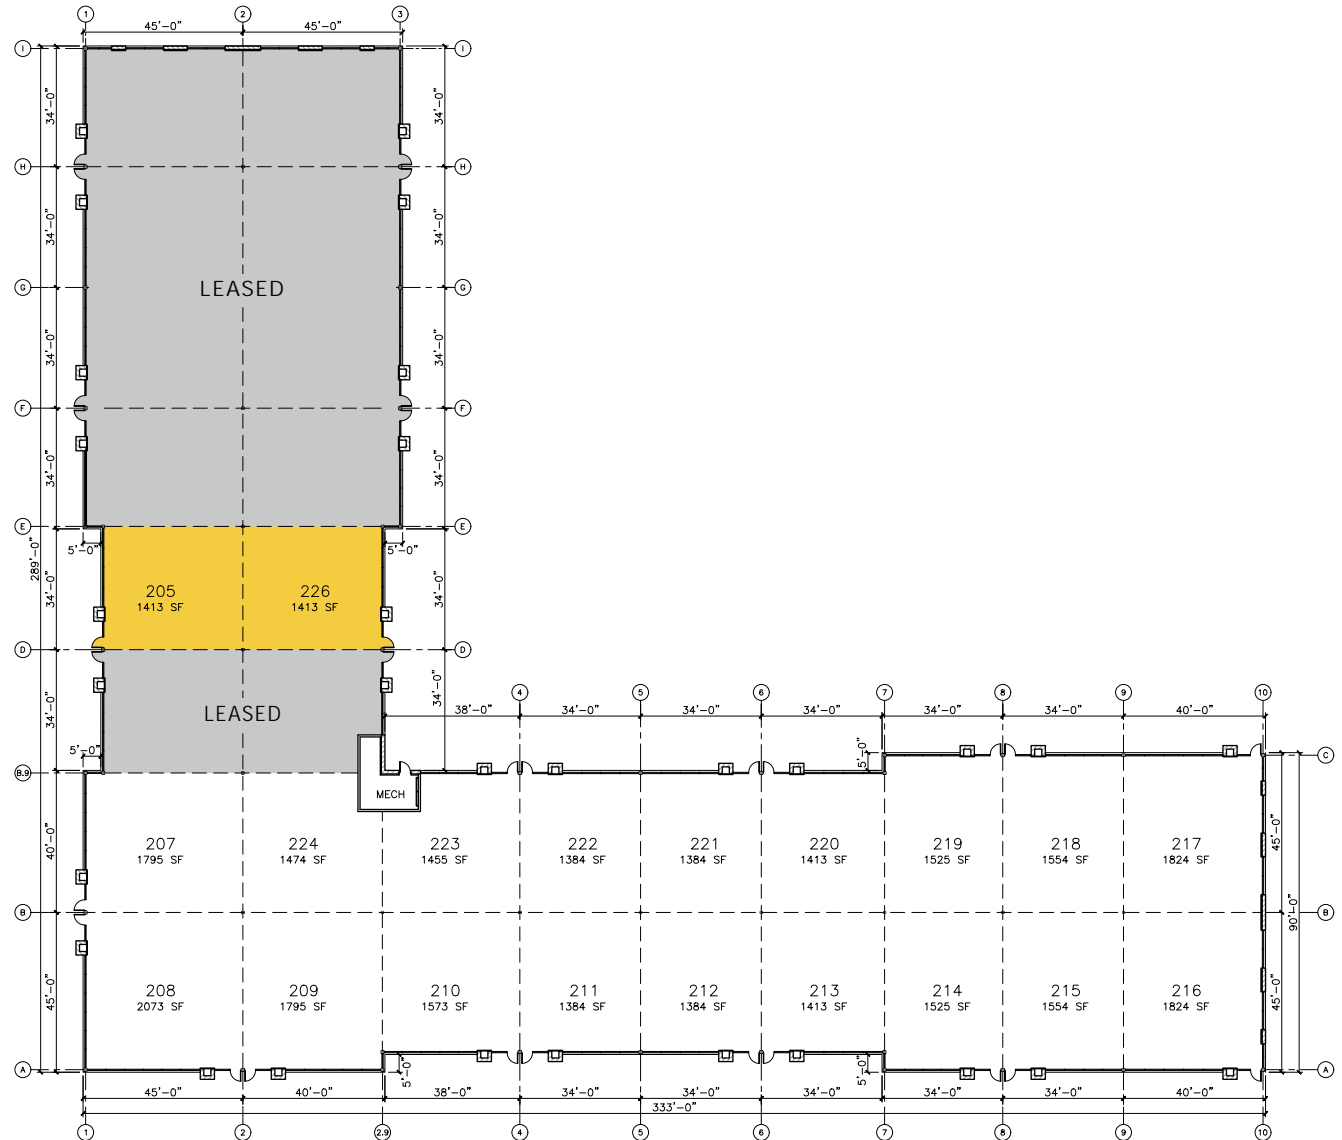 1 2 3
45'-0" 45'-0"
I I
34'-0" 34'-0"
H H
34'-0" 34'-0"
LEASED
G G
34'-0" 34'-0"
F F
34'-0" 34'-0"
E E
5'-0" 5'-0"
289'-0"
34'-0" 34'-0"
205 226
1413 SF 1413 SF
D D
34'-0" 34'-0"
LEASED
4 5 6 7 8 9 10
38'-0" 34'-0" 34'-0" 34'-0" 34'-0" 34'-0" 40'-0"
5'-0" 5'-0"
C
B.9
MECH
40'-0" 45'-0"
207 224 223 222 221 220 219 218 217
1795 SF 1474 SF 1455 SF 1384 SF 1384 SF 1413 SF 1525 SF 1554 SF 1824 SF
B B
90'-0"
45'-0" 45'-0"
208 209 210 211 212 213 214 215 216
2073 SF 1795 SF 1573 SF 1384 SF 1384 SF 1413 SF 1525 SF 1554 SF 1824 SF
5'-0" 5'-0"
A A
45'-0" 40'-0" 38'-0" 34'-0" 34'-0" 34'-0" 34'-0" 34'-0" 40'-0"
333'-0"
1 2 2.9 4 5 6 7 8 9 10